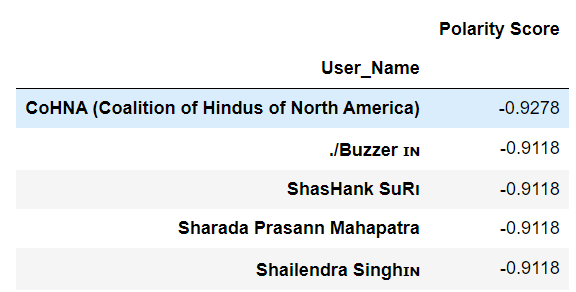 Polarity Score
User_Name
CoHNA (Coalition of Hindus of North America) -0.9278
./Buzzer ɪɴ -0.9118
ShasHank SuRı -0.9118
Sharada Prasann Mahapatra -0.9118
Shailendra Singhɪɴ -0.9118